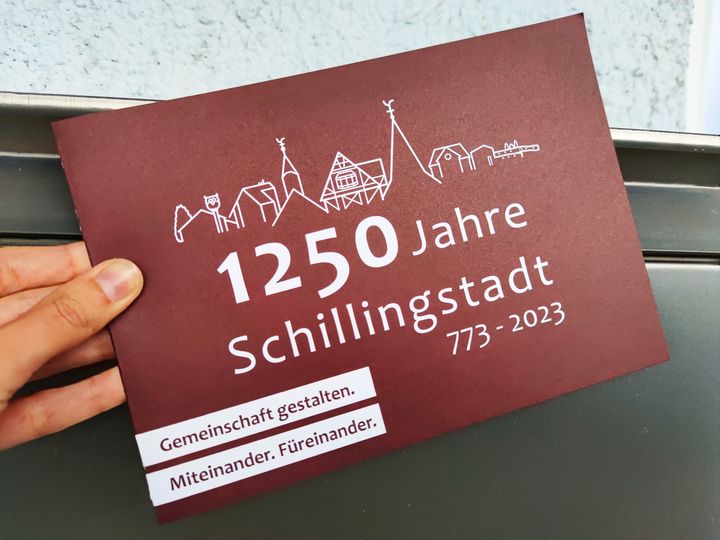 1250 Jahre
Schillingstadt
773 - 2023
Gemeinschaft gestalten.
Miteinander. Füreinander.